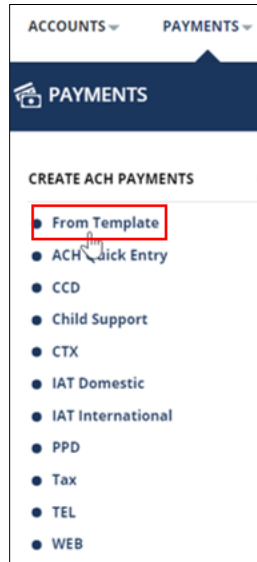 ACCOUNTS PAYMENTS
PAYMENTS
CREATE ACH PAYMENTS
From Template
ACH Quick Entry
CCD
Child Support
CTX
IAT Domestic
IAT International
PPD
Tax
TEL
WEB